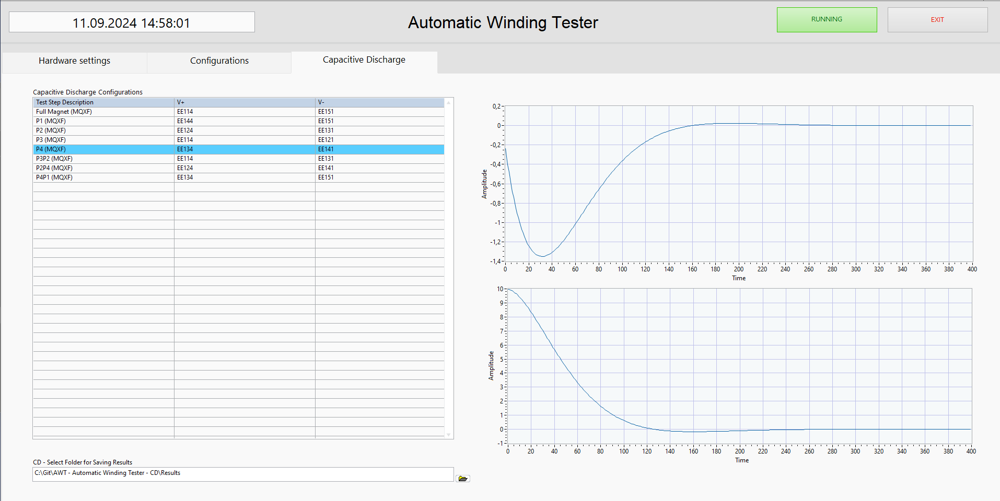 11.09.2024 14:58:01
Automatic Winding Tester
RUNNING
EXIT
Hardware settings
Configurations
Capacitive Discharge
Capacitive Discharge Configurations
Test Step Description V+ V-
Full Magnet (MQXF) EE114 EE151
P1 (MQXF) EE144 EE151
P2 (MQXF) EE124 EE131
P3 (MQXF) EE114 EE121
P4 (MQXF) EE134 EE141
P3P2 (MQXF) EE114 EE131
P2P4 (MQXF) EE124 EE141
P4P1 (MQXF) EE134 EE151
CD - Select Folder for Saving Results
C:\Git\AWT - Automatic Winding Tester - CD\Results
Amplitude
0,2
0
-0,2
-0,4
-0,6
-0,8
-1
-1,2
-1,4
0 20 40 60 80 100 120 140 160 180 200 220 240 260 280 300 320 340 360 380 400
Time
Amplitude
10
9
8
7
6
5
4
3
2
1
0
-1
0 20 40 60 80 100 120 140 160 180 200 220 240 260 280 300 320 340 360 380 400
Time